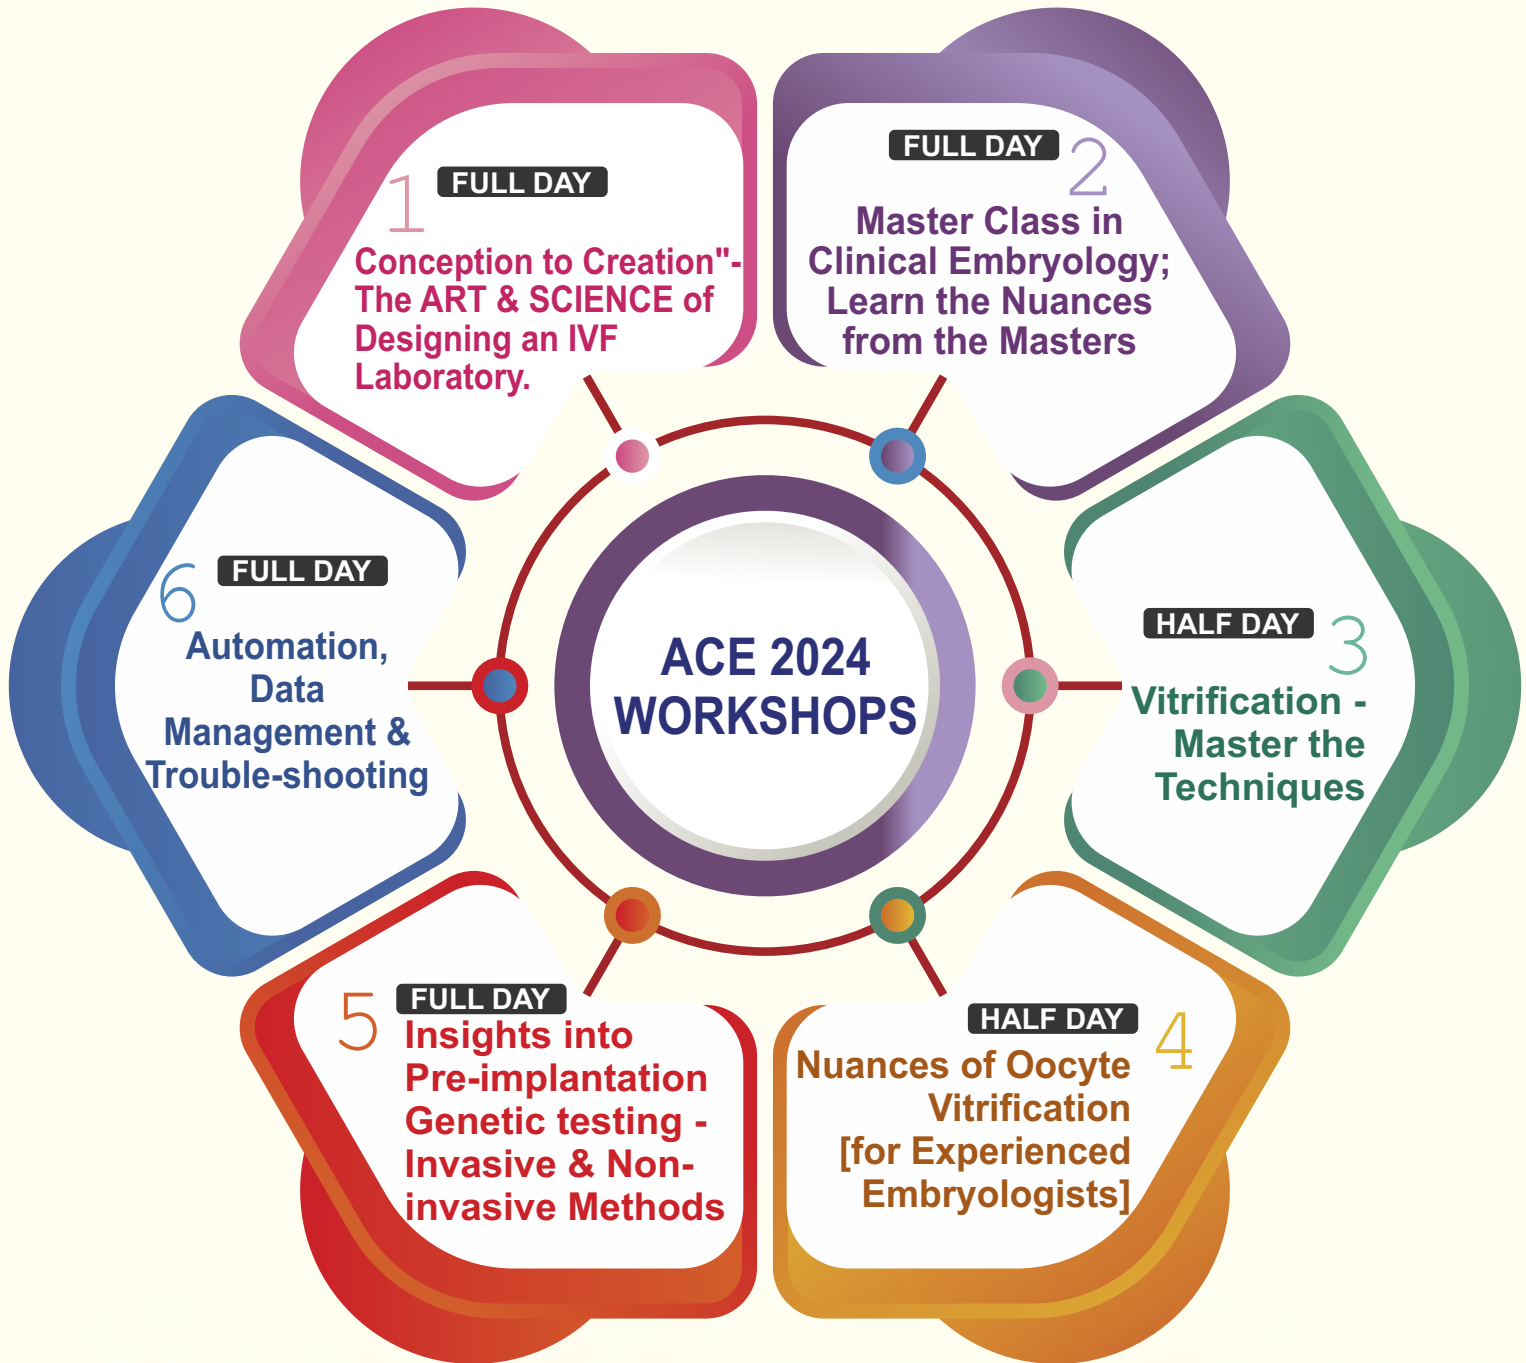 ACE 2024
WORKSHOPS
1
FULL DAY
Conception to Creation"-
The ART & SCIENCE of
Designing an IVF
Laboratory.
FULL DAY
2
Master Class in
Clinical Embryology;
Learn the Nuances
from the Masters
HALF DAY
3
Vitrification -
Master the
Techniques
HALF DAY
4
Nuances of Oocyte
Vitrification
[for Experienced
Embryologists]
5
FULL DAY
Insights into
Pre-implantation
Genetic testing -
Invasive & Non-
invasive Methods
6
FULL DAY
Automation,
Data
Management &
Trouble-shooting